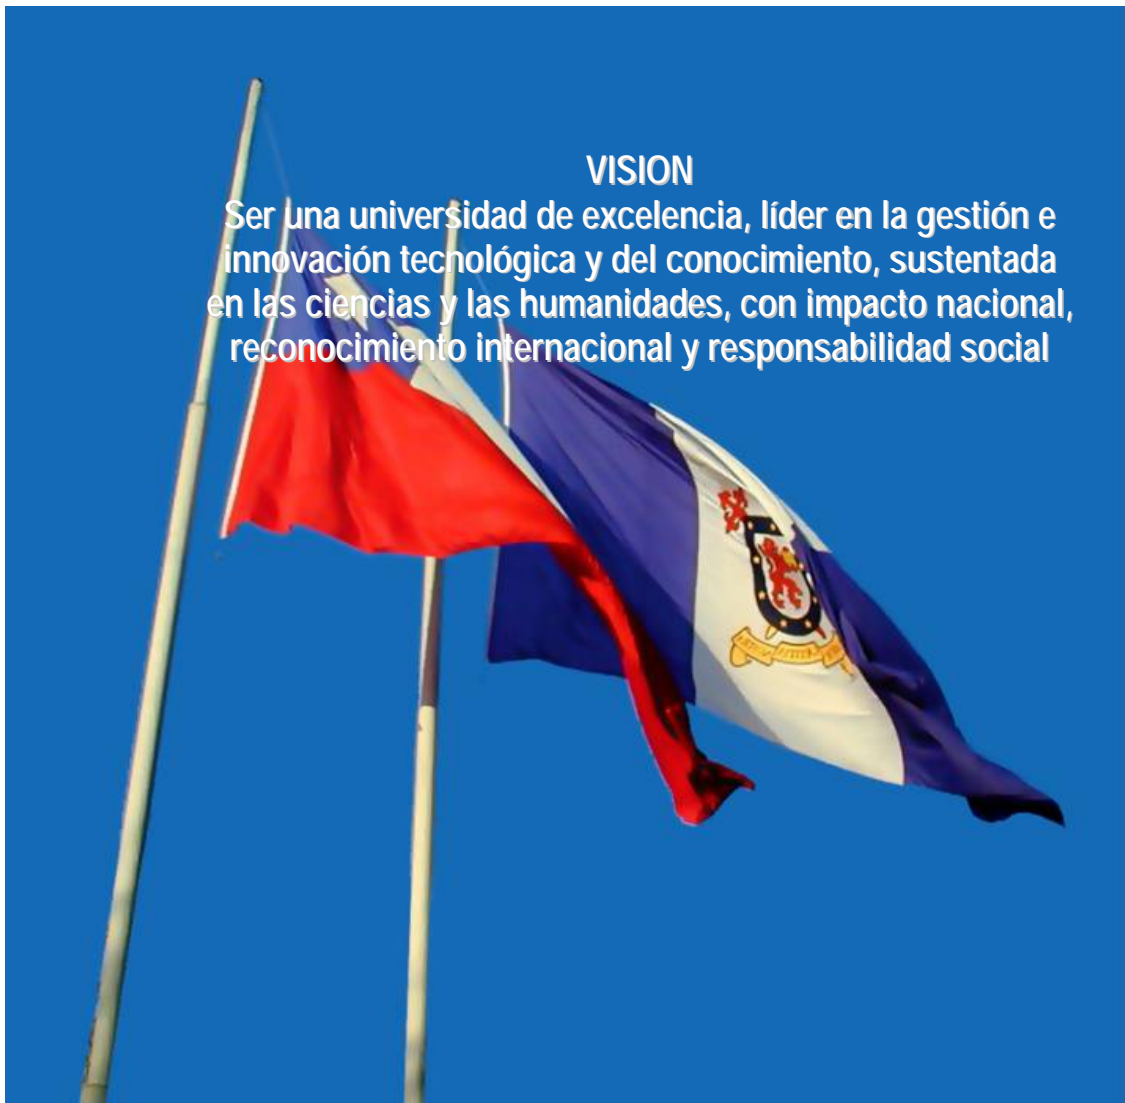 VISION
Ser una universidad de excelencia, líder en la gestión e
innovación tecnológica y del conocimiento, sustentada
en las ciencias y las humanidades, con impacto nacional,
reconocimiento internacional y responsabilidad social